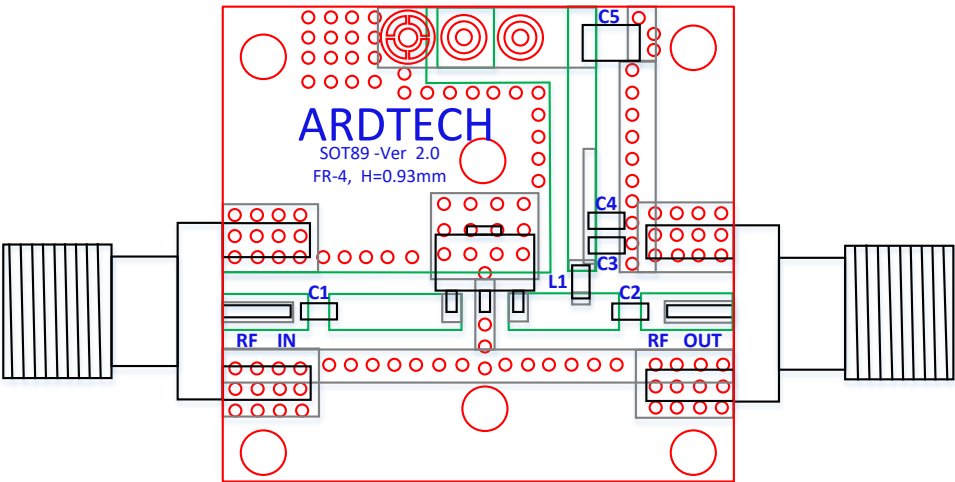 C5
ARDTECH
SOT89 -Ver 2.0
FR-4, H=0.93mm
C4
C3
L1
C1
C2
RF IN
RF OUT